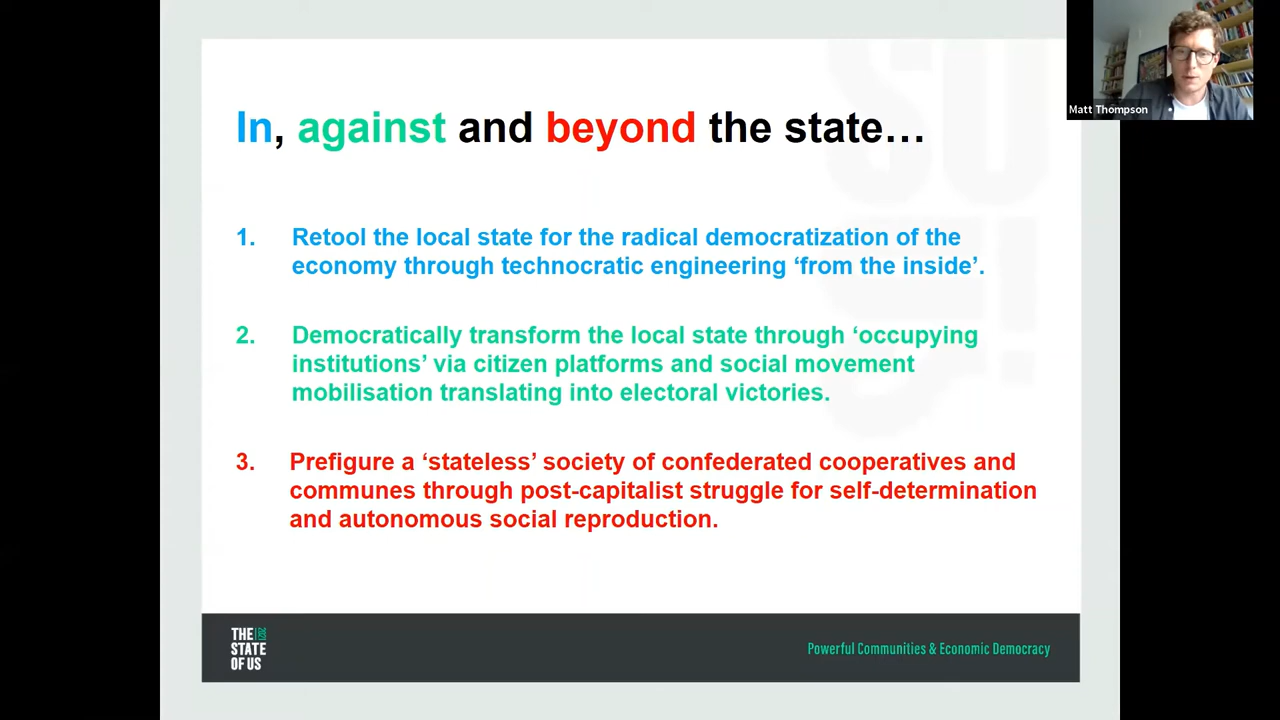 Matt Thompson
In, against and beyond the state…
1. Retool the local state for the radical democratization of the
economy through technocratic engineering ‘from the inside’.
2. Democratically transform the local state through ‘occupying
institutions’ via citizen platforms and social movement
mobilisation translating into electoral victories.
3. Prefigure a ‘stateless’ society of confederated cooperatives and
communes through post-capitalist struggle for self-determination
and autonomous social reproduction.
THE
STATE
OF US
Powerful Communities & Economic Democracy